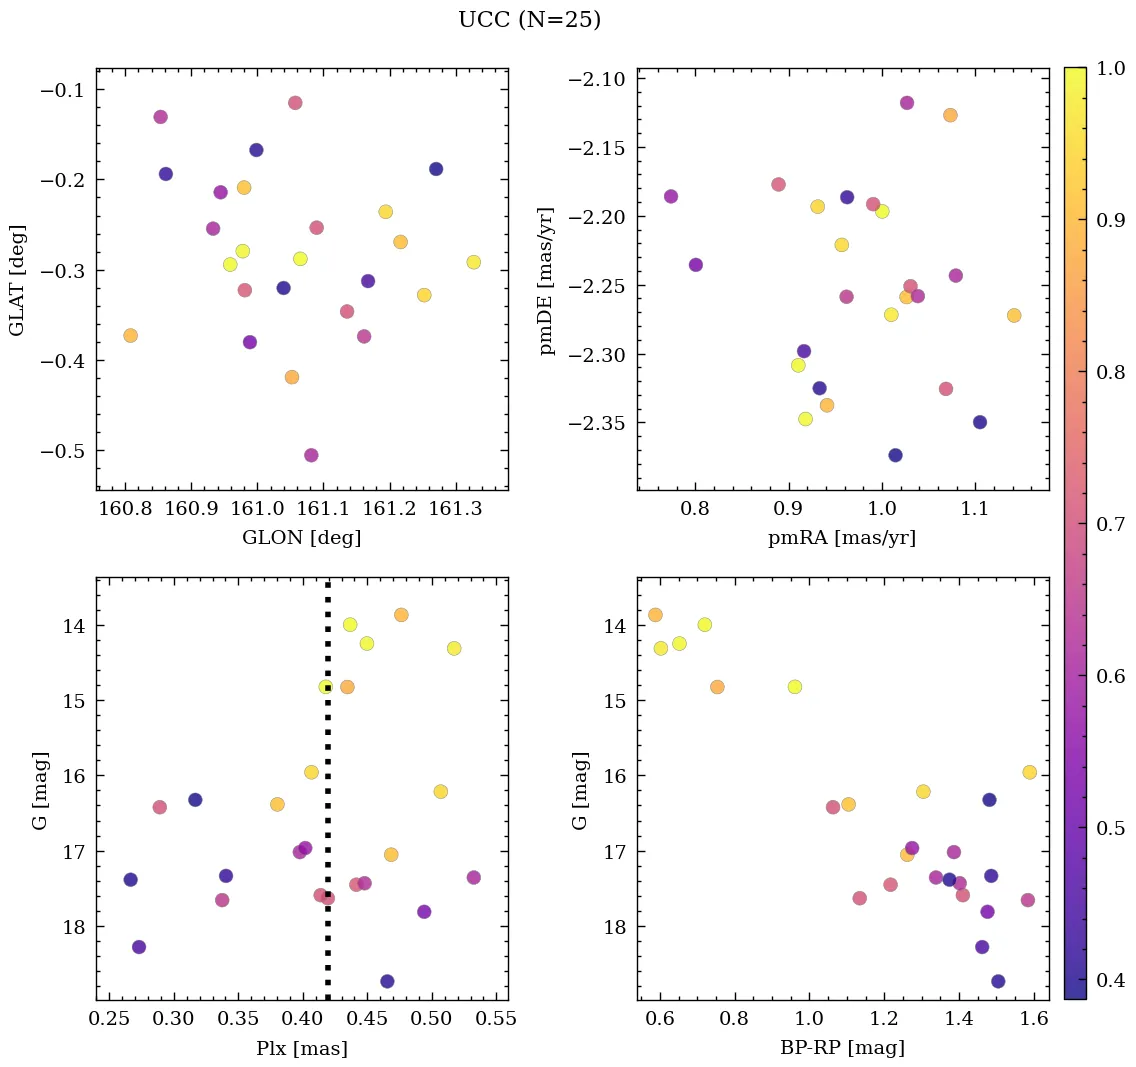 UCC (N=25)
−0.1
−0.2
−0.3
−0.4
−0.5
GLAT [deg]
160.8 160.9 161.0 161.1 161.2 161.3
GLON [deg]
−2.10
−2.15
−2.20
−2.25
−2.30
−2.35
pmDE [mas/yr]
0.8 0.9 1.0 1.1
pmRA [mas/yr]
14
15
16
17
18
G [mag]
0.25 0.30 0.35 0.40 0.45 0.50 0.55
Plx [mas]
14
15
16
17
18
G [mag]
0.6 0.8 1.0 1.2 1.4 1.6
BP-RP [mag]
1.0
0.9
0.8
0.7
0.6
0.5
0.4